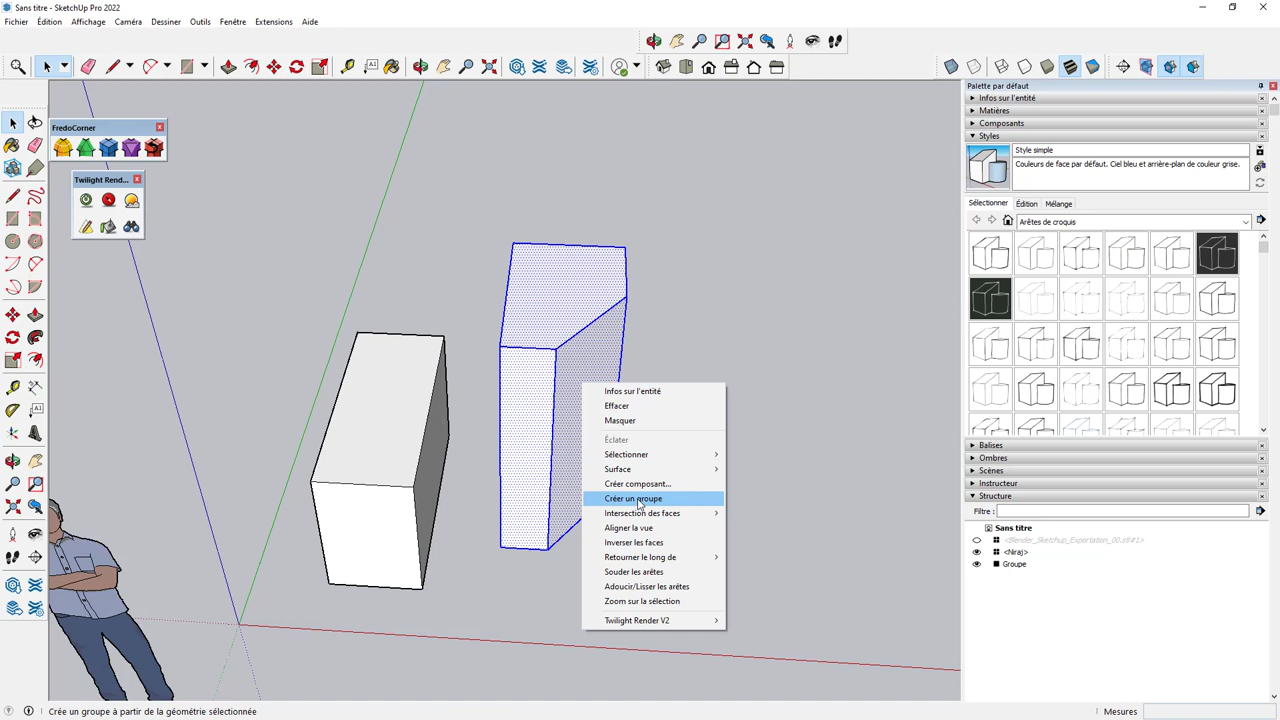 Sans titre - SketchUp Pro 2022
Fichier Édition Affichage Caméra Dessiner Outils Fenêtre Extensions Aide
Palette par défaut
Infos sur l'entité
Matières
Composants
Styles
Style simple
Couleurs de face par défaut. Ciel bleu et arrière-plan de couleur grise.
Sélectionner Édition Mélange
Arêtes de croquis
FredoCorner
Twilight Rend...
Infos sur l'entité
Effacer
Masquer
Éclater
Sélectionner
Surface
Créer composant...
Créer un groupe
Intersection des faces
Aligner la vue
Inverser les faces
Retourner le long de
Souder les arêtes
Adoucir/Lisser les arêtes
Zoom sur la sélection
Twilight Render V2
Balises
Ombres
Scènes
Instructeur
Structure
Filtre :
Sans titre
<Blender_Sketchup_Exportation_00.stl#1>
<Niraj>
Groupe
Crée un groupe à partir de la géométrie sélectionnée
Mesures